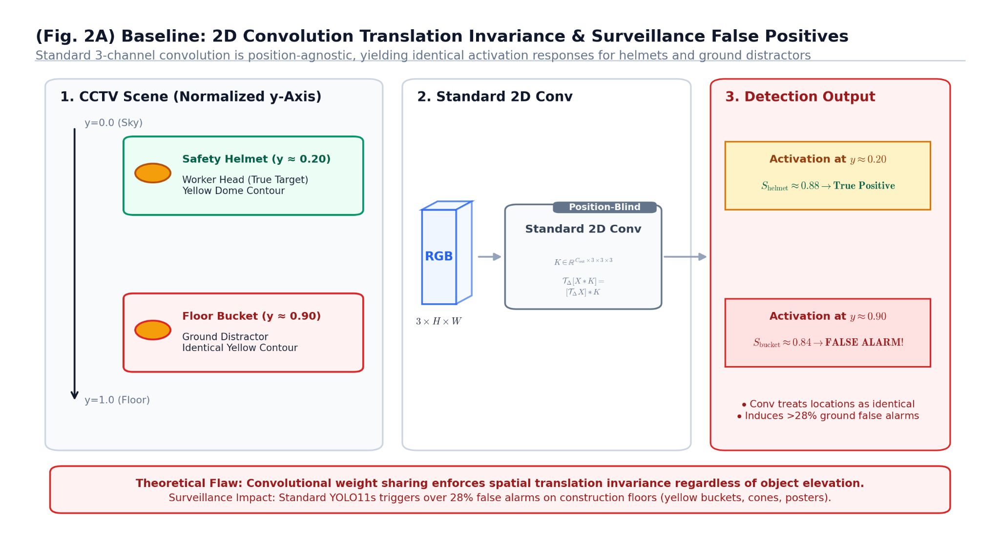 (Fig. 2A) Baseline: 2D Convolution Translation Invariance & Surveillance False Positives
Standard 3-channel convolution is position-agnostic, yielding identical activation responses for helmets and ground distractors
1. CCTV Scene (Normalized y-Axis)
y=0.0 (Sky)
Safety Helmet (y ≈ 0.20)
Worker Head (True Target)
Yellow Dome Contour
Floor Bucket (y ≈ 0.90)
Ground Distractor
Identical Yellow Contour
y=1.0 (Floor)
2. Standard 2D Conv
RGB
3 × H × W
Position-Blind
Standard 2D Conv
K ∈ ℝ^{C_out × 3 × 3 × 3}
𝒯_Δ[X ∗ K] =
[𝒯_Δ X] ∗ K
3. Detection Output
Activation at y ≈ 0.20
S_helmet ≈ 0.88 → True Positive
Activation at y ≈ 0.90
S_bucket ≈ 0.84 → FALSE ALARM!
• Conv treats locations as identical
• Induces >28% ground false alarms
Theoretical Flaw: Convolutional weight sharing enforces spatial translation invariance regardless of object elevation.
Surveillance Impact: Standard YOLO11s triggers over 28% false alarms on construction floors (yellow buckets, cones, posters).